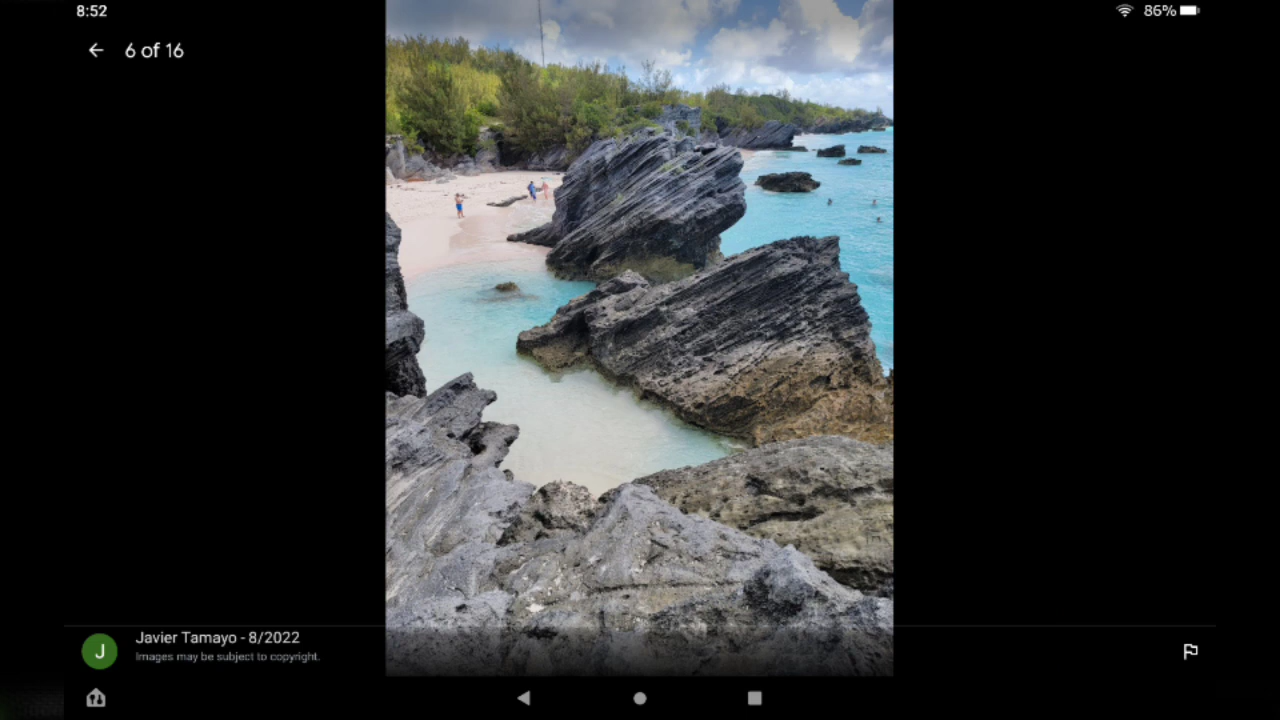 8:52
86%
6 of 16
J
Javier Tamayo - 8/2022
Images may be subject to copyright.